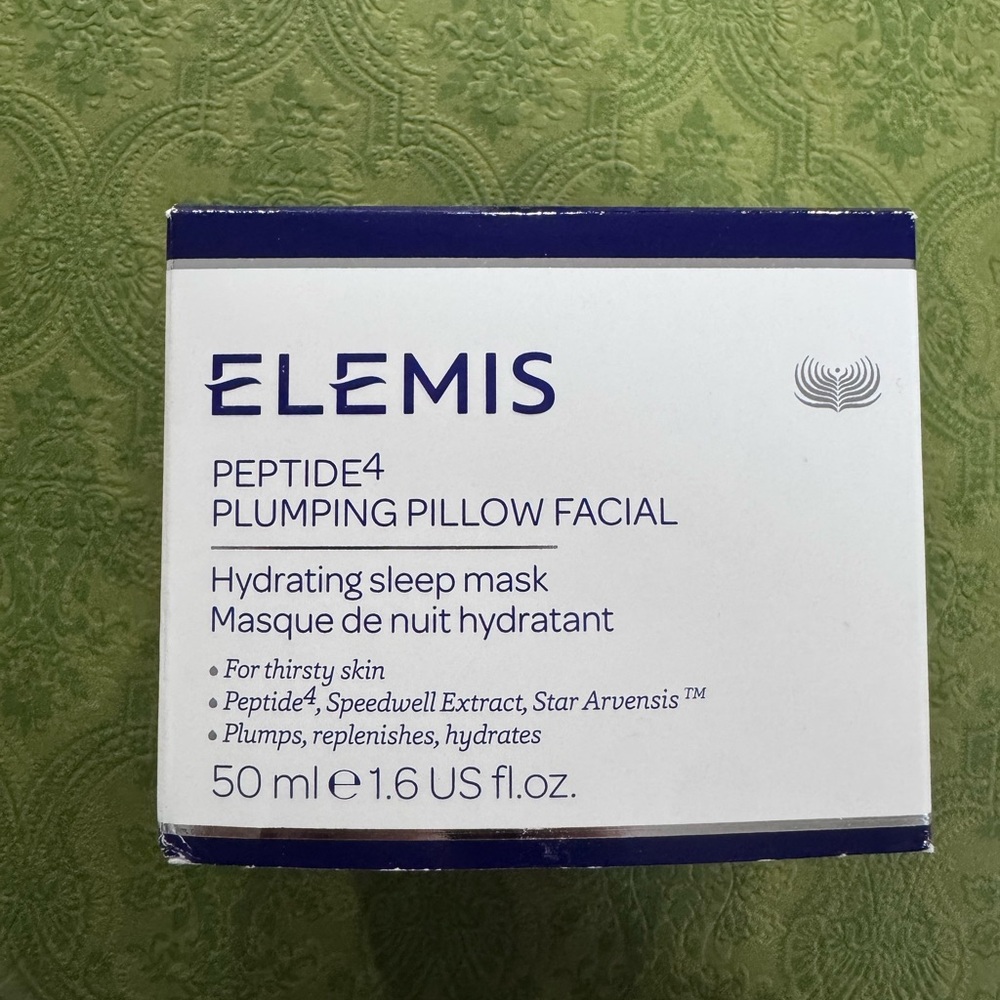 ELEMIS
PEPTIDE⁴
PLUMPING PILLOW FACIAL
Hydrating sleep mask
Masque de nuit hydratant
• For thirsty skin
• Peptide⁴, Speedwell Extract, Star Arvensis ™
• Plumps, replenishes, hydrates
50 ml ℮ 1.6 US fl.oz.